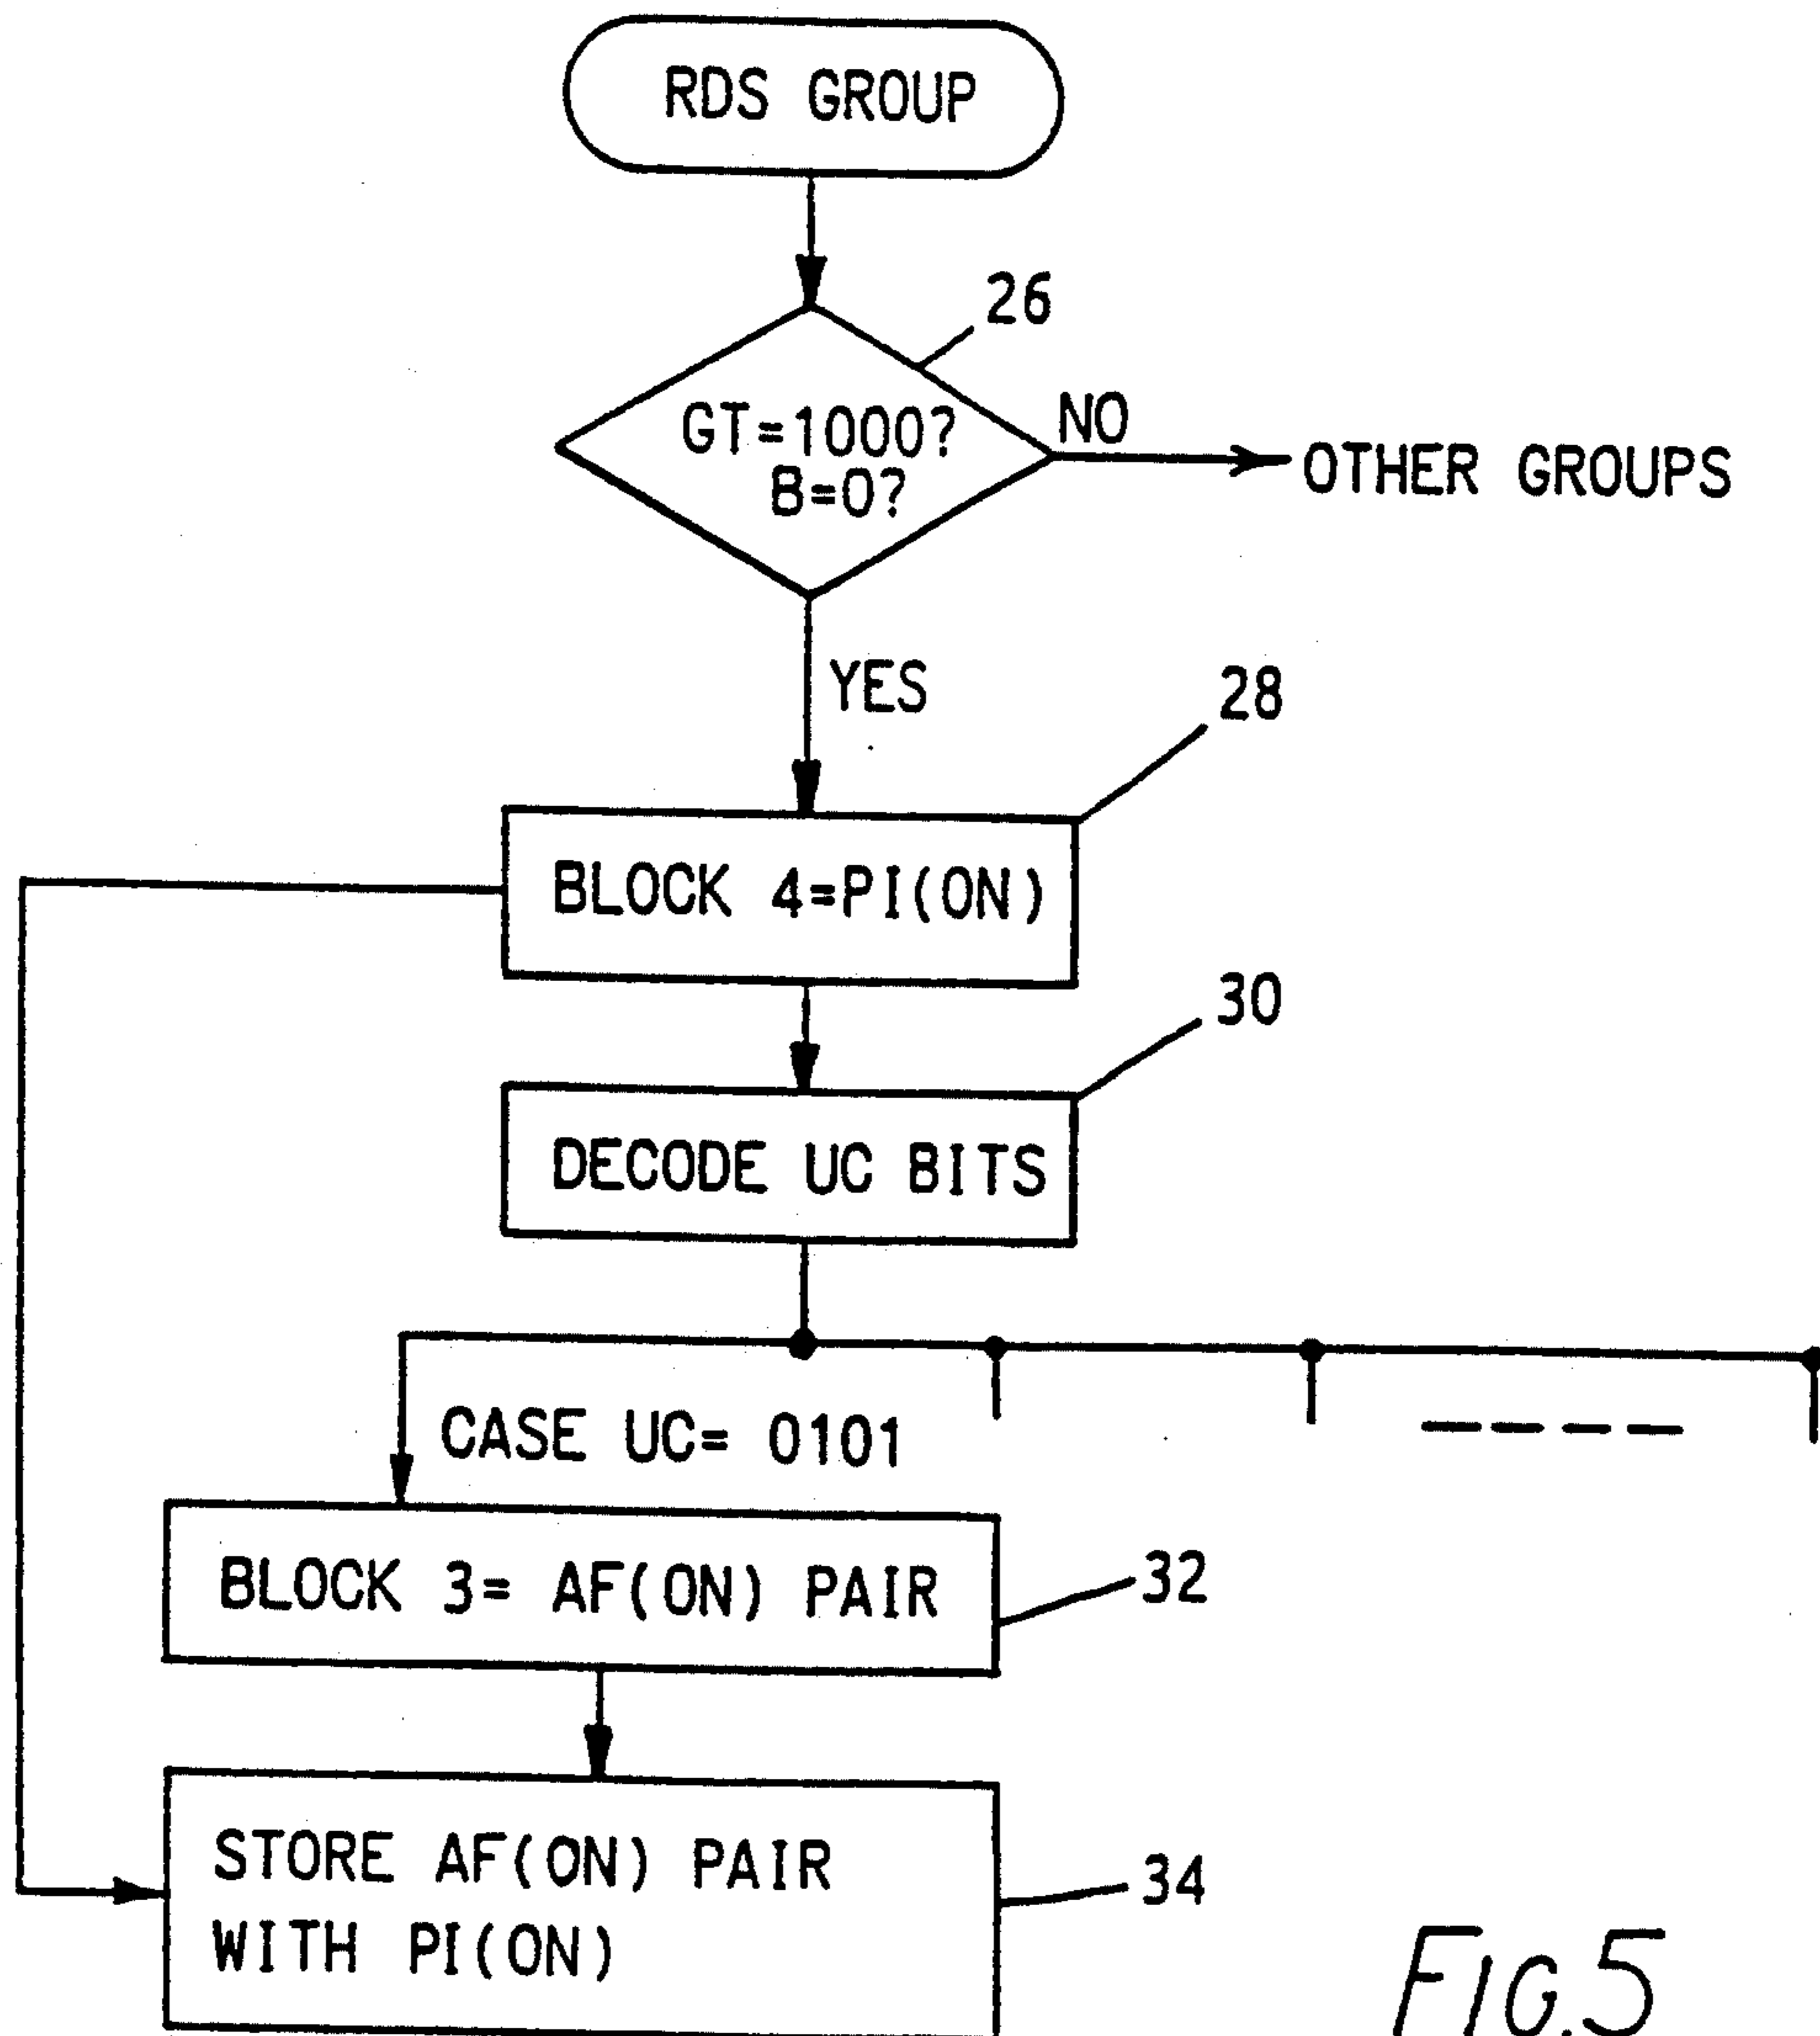 RDS GROUP
26
GT=1000?
B=0?
NO
OTHER GROUPS
YES
28
BLOCK 4=PI(ON)
30
DECODE UC BITS
CASE UC= 0101
BLOCK 3= AF(ON) PAIR
32
STORE AF(ON) PAIR
WITH PI(ON)
34
FIG.5